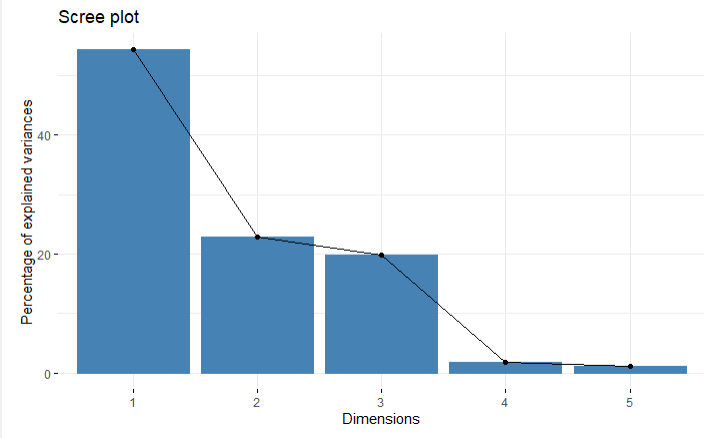 Scree plot
Percentage of explained variances
40
20
0
1 2 3 4 5
Dimensions